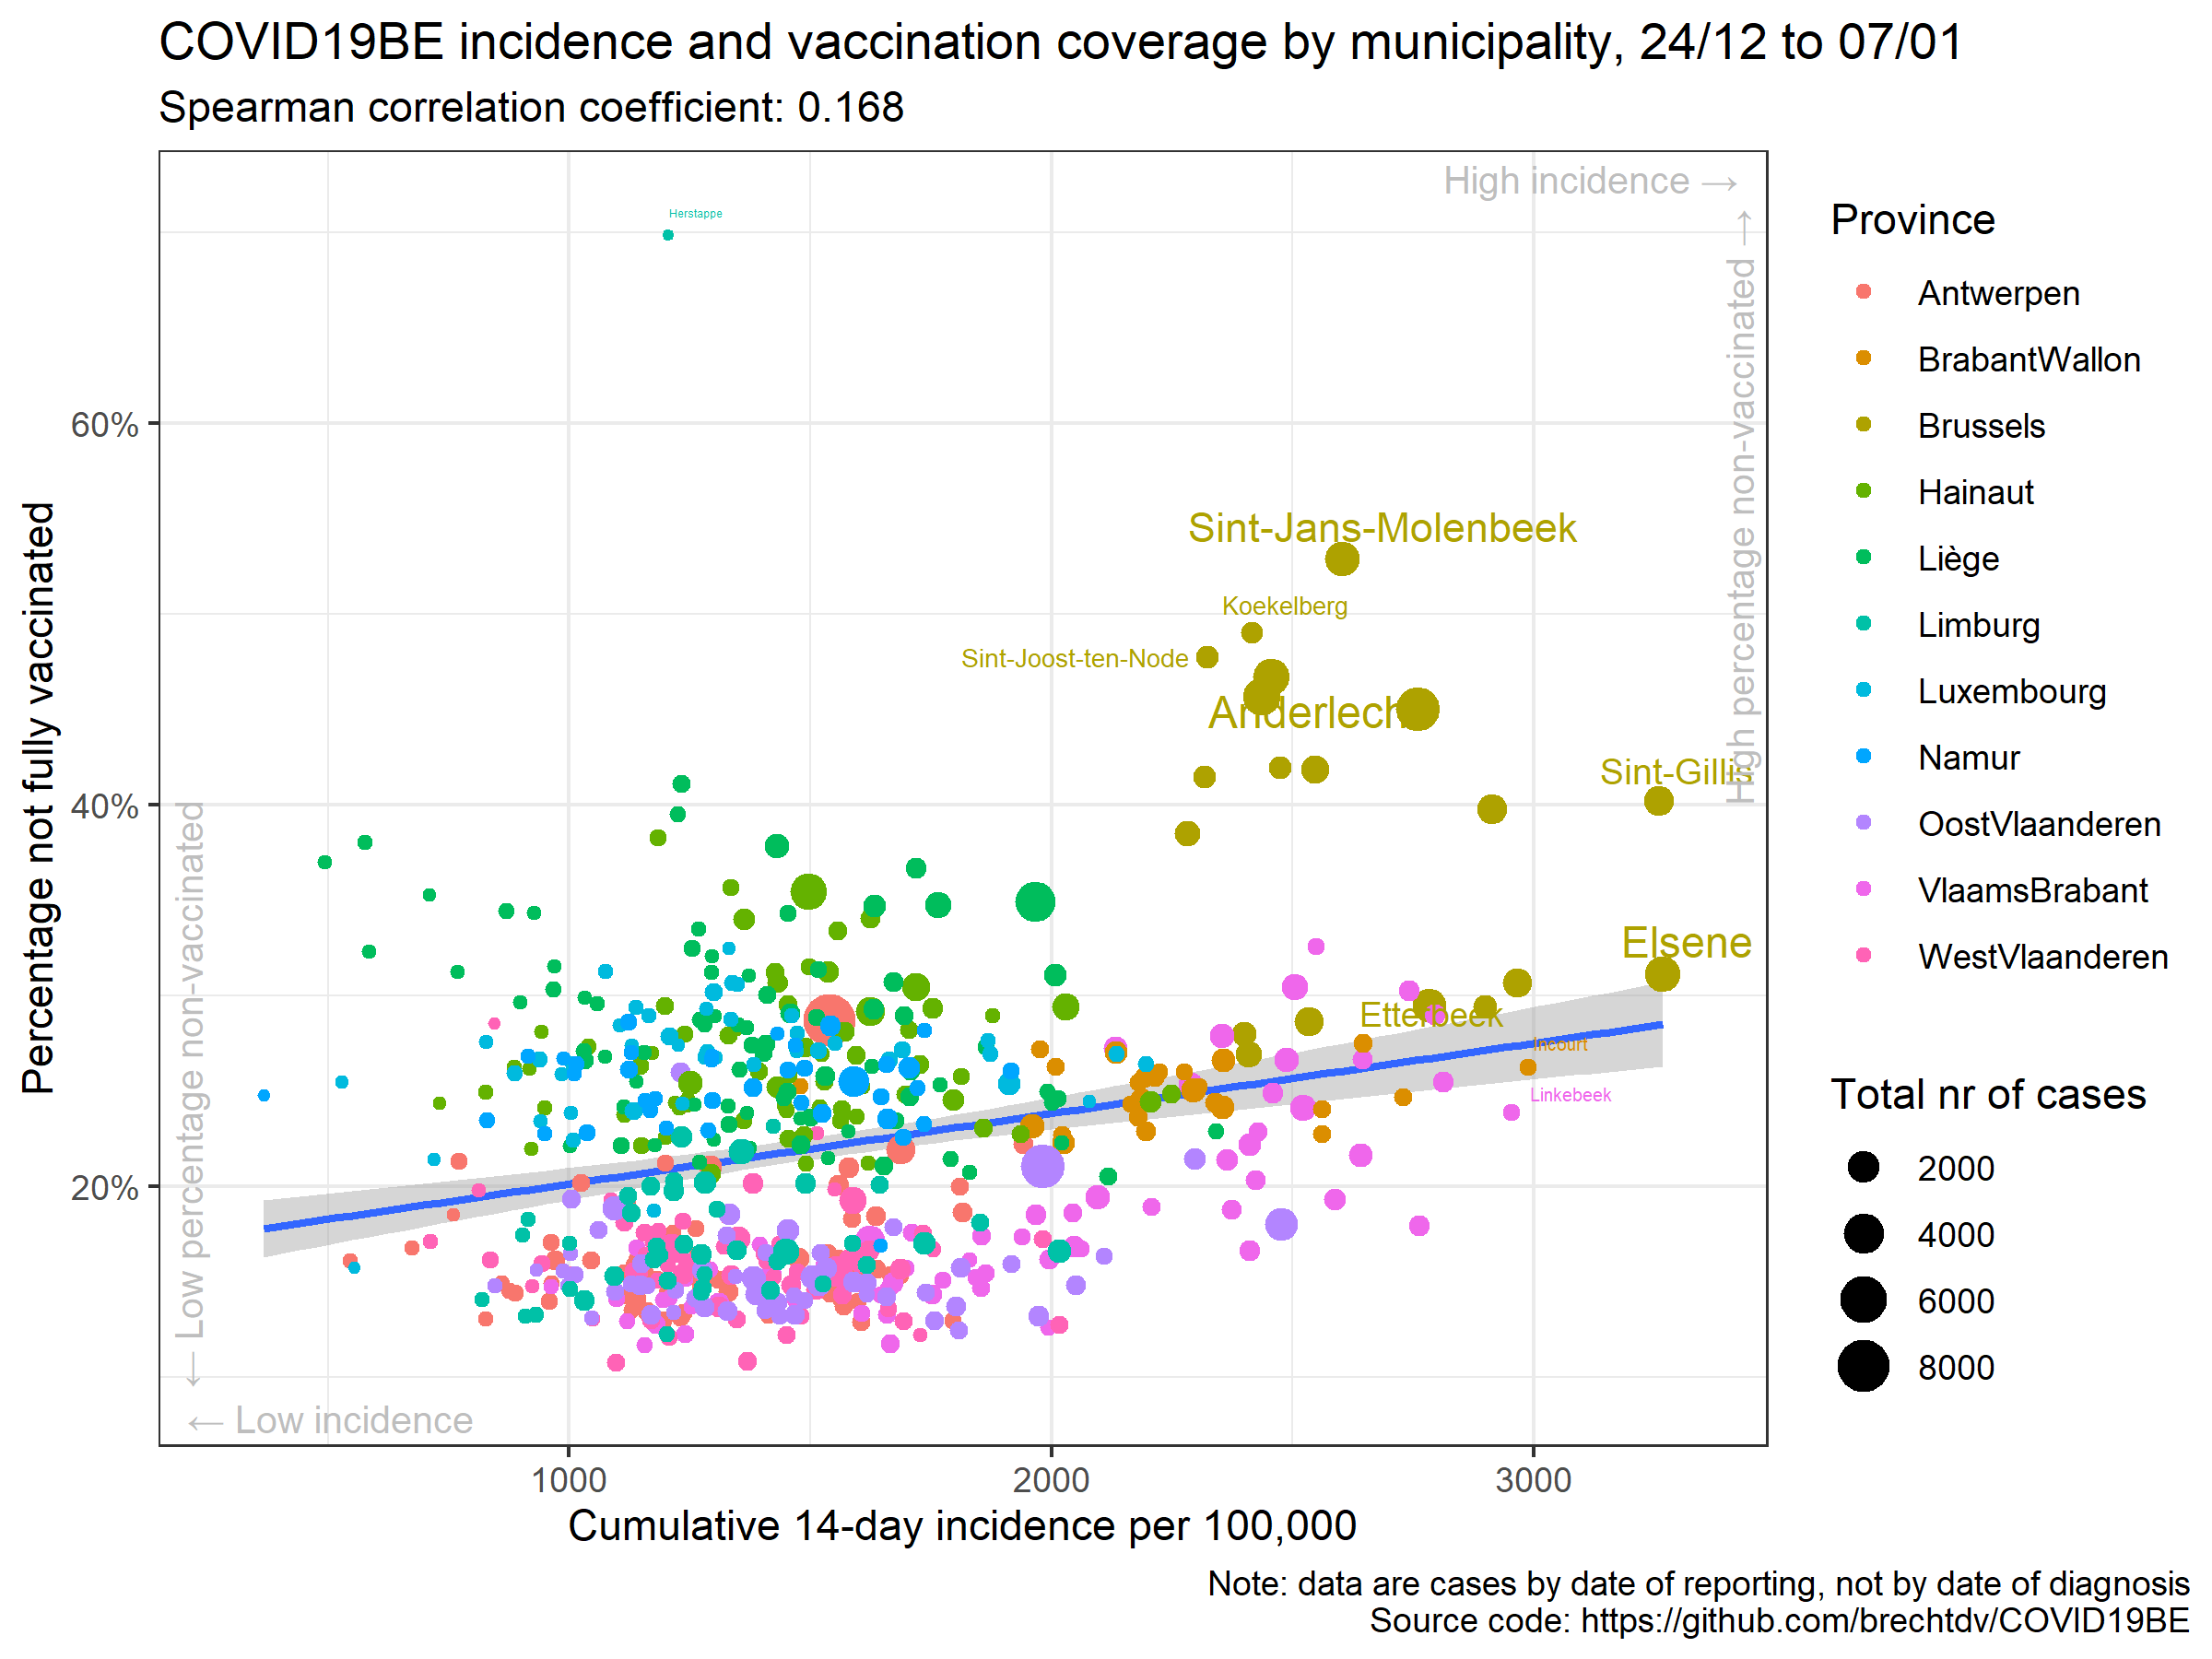 COVID19BE incidence and vaccination coverage by municipality, 24/12 to 07/01
Spearman correlation coefficient: 0.168
High incidence →
High percentage non-vaccinated →
Herstappe
Sint-Jans-Molenbeek
Koekelberg
Sint-Joost-ten-Node
Anderlecht
Sint-Gillis
Elsene
Etterbeek
Incourt
Linkebeek
← Low percentage non-vaccinated
← Low incidence
Percentage not fully vaccinated
60%
40%
20%
1000
2000
3000
Cumulative 14-day incidence per 100,000
Province
Antwerpen
BrabantWallon
Brussels
Hainaut
Liège
Limburg
Luxembourg
Namur
OostVlaanderen
VlaamsBrabant
WestVlaanderen
Total nr of cases
2000
4000
6000
8000
Note: data are cases by date of reporting, not by date of diagnosis
Source code: https://github.com/brechtdv/COVID19BE